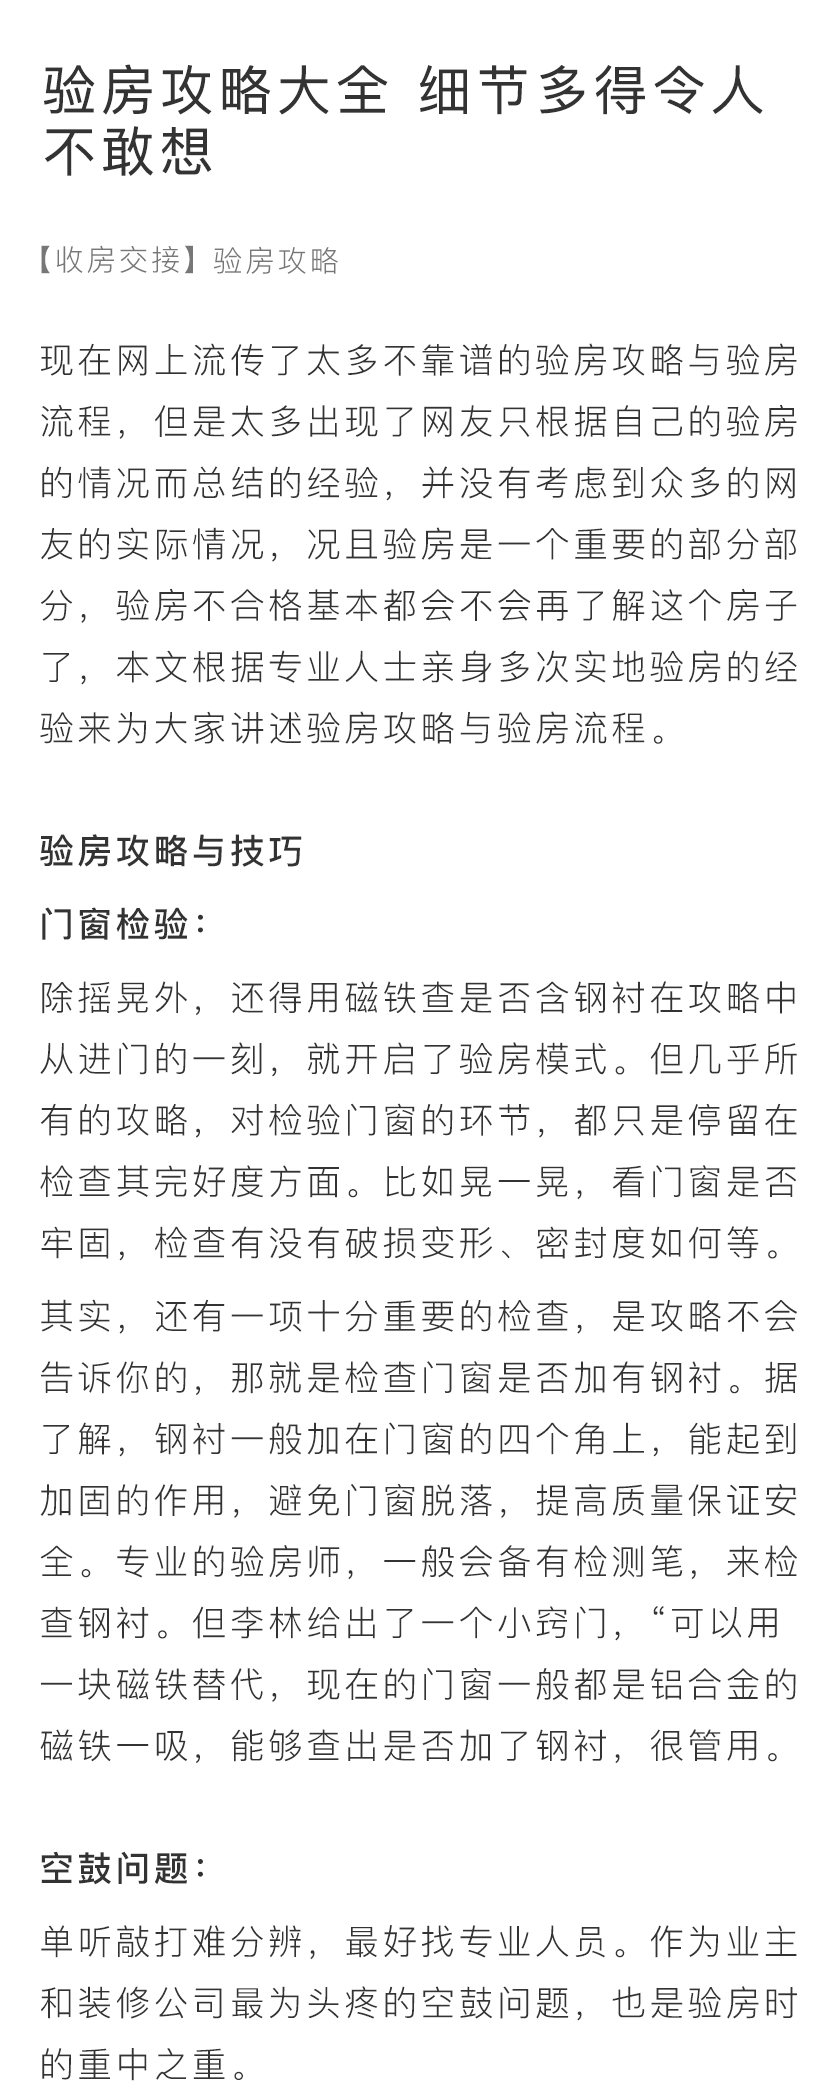 验房攻略大全 细节多得令人
不敢想
【收房交接】验房攻略
现在网上流传了太多不靠谱的验房攻略与验房
流程，但是太多出现了网友只根据自己的验房
的情况而总结的经验，并没有考虑到众多的网
友的实际情况，况且验房是一个重要的部分部
分，验房不合格基本都会不会再了解这个房子
了，本文根据专业人士亲身多次实地验房的经
验来为大家讲述验房攻略与验房流程。
验房攻略与技巧
门窗检验：
除摇晃外，还得用磁铁查是否含钢衬在攻略中
从进门的一刻，就开启了验房模式。但几乎所
有的攻略，对检验门窗的环节，都只是停留在
检查其完好度方面。比如晃一晃，看门窗是否
牢固，检查有没有破损变形、密封度如何等。
其实，还有一项十分重要的检查，是攻略不会
告诉你的，那就是检查门窗是否加有钢衬。据
了解，钢衬一般加在门窗的四个角上，能起到
加固的作用，避免门窗脱落，提高质量保证安
全。专业的验房师，一般会备有检测笔，来检
查钢衬。但李林给出了一个小窍门，“可以用
一块磁铁替代，现在的门窗一般都是铝合金的
磁铁一吸，能够查出是否加了钢衬，很管用。
空鼓问题：
单听敲打难分辨，最好找专业人员。作为业主
和装修公司最为头疼的空鼓问题，也是验房时
的重中之重。